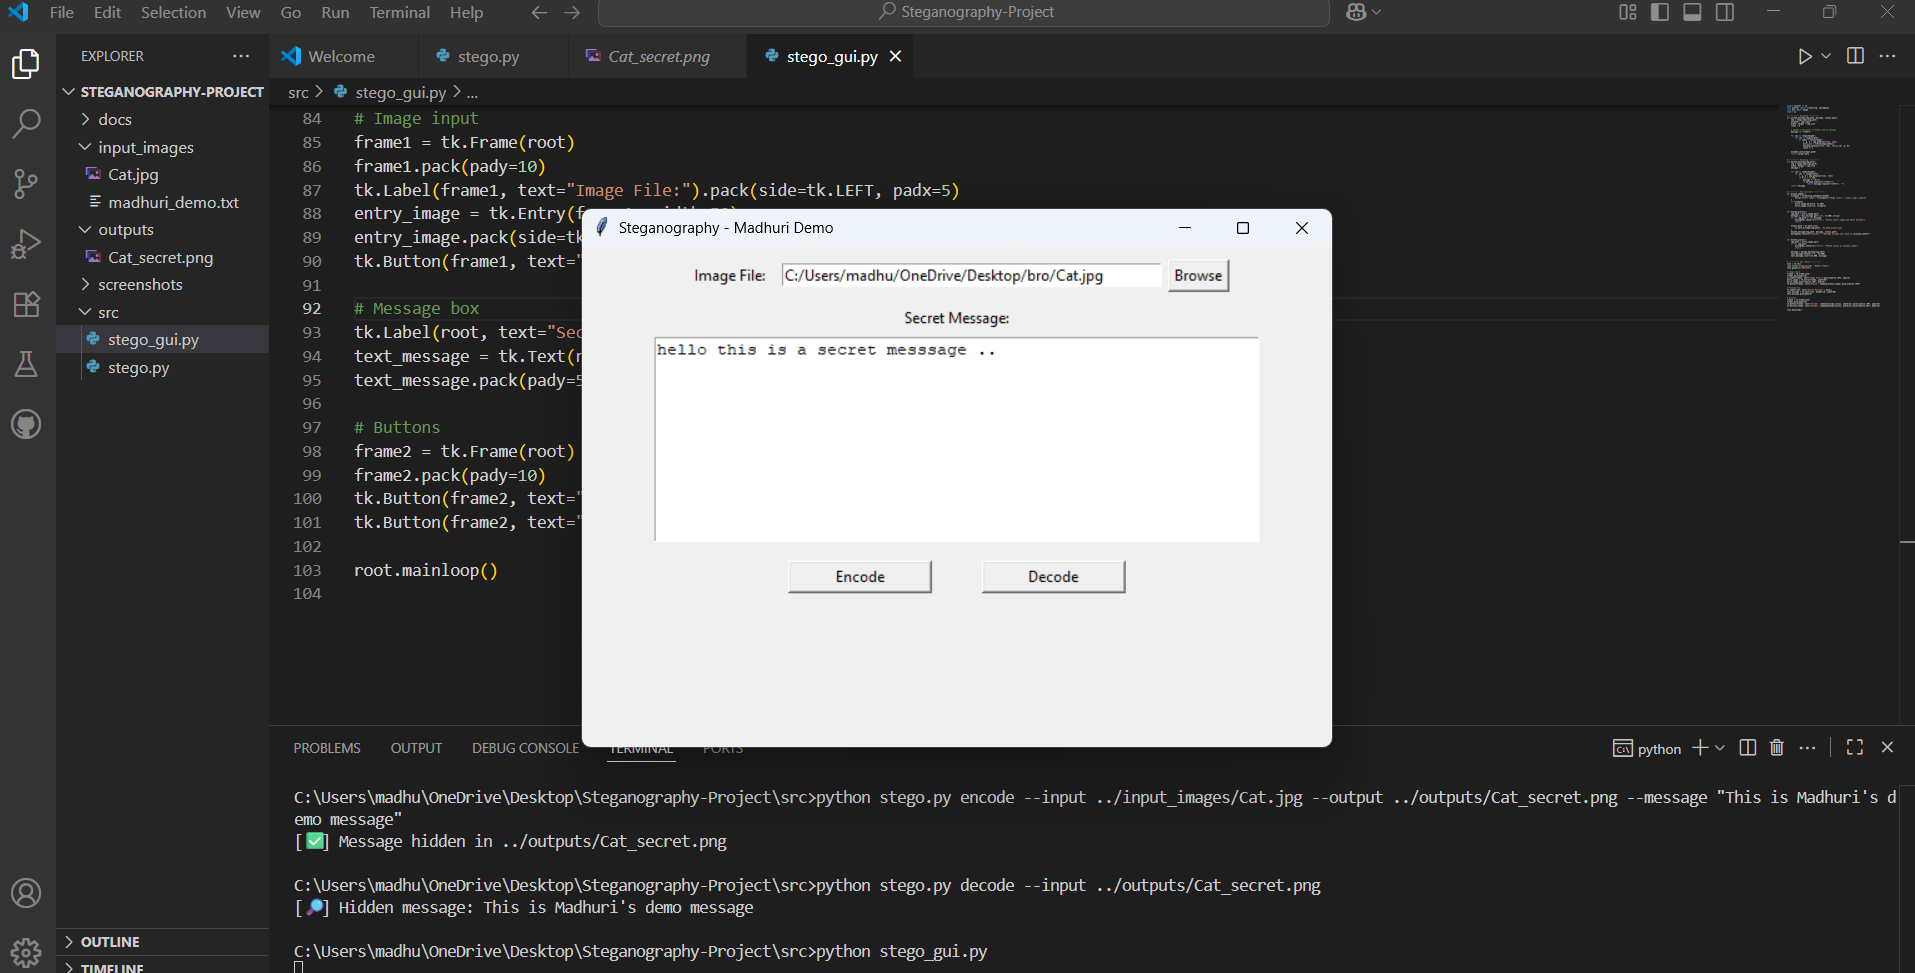 File Edit Selection View Go Run Terminal Help
Steganography-Project
EXPLORER
STEGANOGRAPHY-PROJECT
docs
input_images
Cat.jpg
madhuri_demo.txt
outputs
Cat_secret.png
screenshots
src
stego_gui.py
stego.py
OUTLINE
TIMELINE
Welcome
stego.py
Cat_secret.png
stego_gui.py
src > stego_gui.py > ...
84 # Image input
85 frame1 = tk.Frame(root)
86 frame1.pack(pady=10)
87 tk.Label(frame1, text="Image File:").pack(side=tk.LEFT, padx=5)
88 entry_image = tk.Entry(
89 entry_image.pack(side=tk
90 tk.Button(frame1, text="
91
92 # Message box
93 tk.Label(root, text="Sec
94 text_message = tk.Text(r
95 text_message.pack(pady=5
96
97 # Buttons
98 frame2 = tk.Frame(root)
99 frame2.pack(pady=10)
100 tk.Button(frame2, text="
101 tk.Button(frame2, text="
102
103 root.mainloop()
104
Steganography - Madhuri Demo
Image File: C:/Users/madhu/OneDrive/Desktop/bro/Cat.jpg Browse
Secret Message:
hello this is a secret messsage ..
Encode Decode
PROBLEMS OUTPUT DEBUG CONSOLE TERMINAL PORTS
python
C:\Users\madhu\OneDrive\Desktop\Steganography-Project\src>python stego.py encode --input ../input_images/Cat.jpg --output ../outputs/Cat_secret.png --message "This is Madhuri's d
emo message"
[✅] Message hidden in ../outputs/Cat_secret.png
C:\Users\madhu\OneDrive\Desktop\Steganography-Project\src>python stego.py decode --input ../outputs/Cat_secret.png
[🔎] Hidden message: This is Madhuri's demo message
C:\Users\madhu\OneDrive\Desktop\Steganography-Project\src>python stego_gui.py